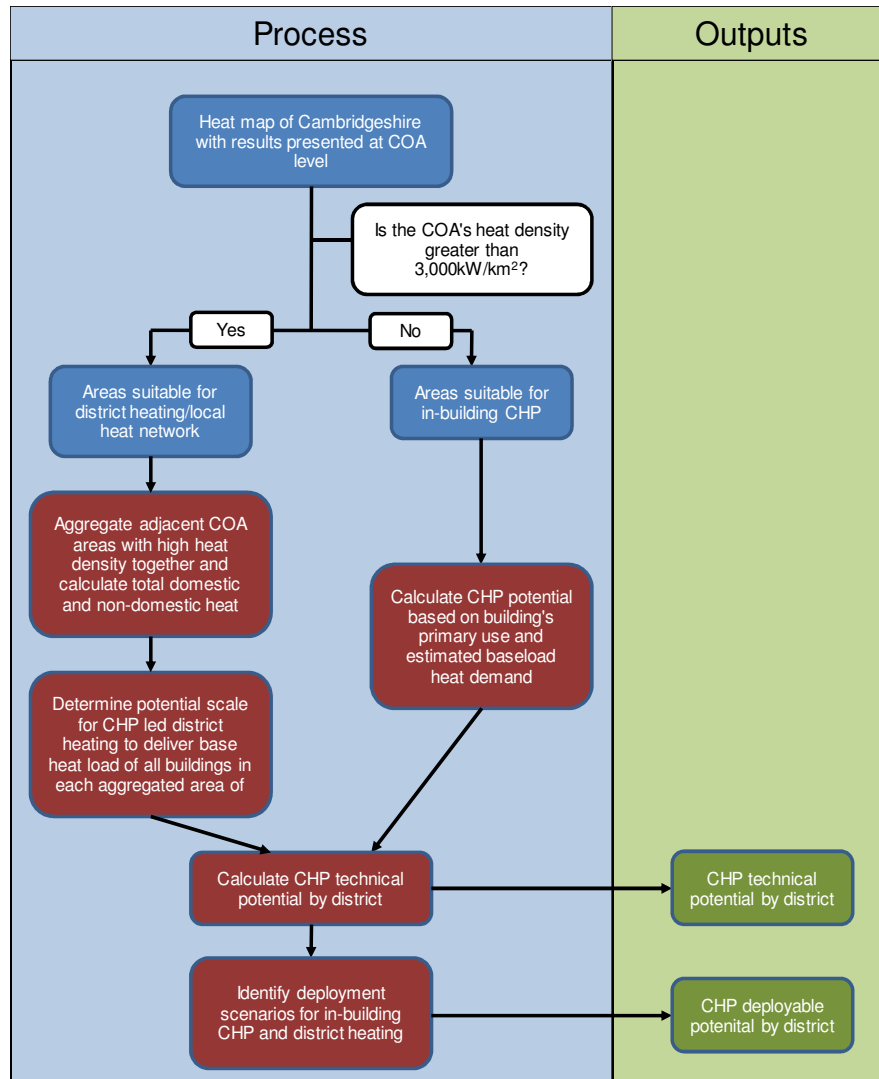 Process
Outputs
Heat map of Cambridgeshire
with results presented at COA
level
Is the COA's heat density
greater than
3,000kW/km²?
Yes
No
Areas suitable for
district heating/local
heat network
Areas suitable for
in-building CHP
Aggregate adjacent COA
areas with high heat
density together and
calculate total domestic
and non-domestic heat
Calculate CHP potential
based on building's
primary use and
estimated baseload
heat demand
Determine potential scale
for CHP led district
heating to deliver base
heat load of all buildings in
each aggregated area of
Calculate CHP technical
potential by district
CHP technical
potential by district
Identify deployment
scenarios for in-building
CHP and district heating
CHP deployable
potenital by district